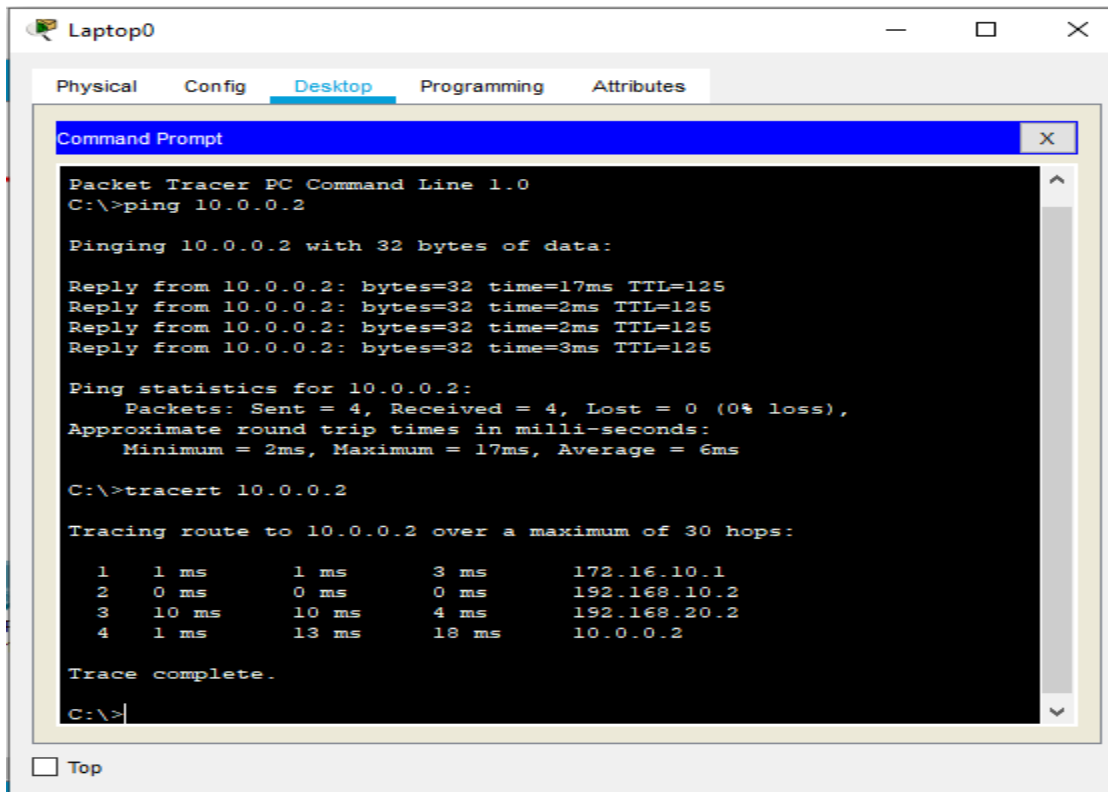 Laptop0
Physical Config Desktop Programming Attributes
Command Prompt X
Packet Tracer PC Command Line 1.0
C:\>ping 10.0.0.2
Pinging 10.0.0.2 with 32 bytes of data:
Reply from 10.0.0.2: bytes=32 time=17ms TTL=125
Reply from 10.0.0.2: bytes=32 time=2ms TTL=125
Reply from 10.0.0.2: bytes=32 time=2ms TTL=125
Reply from 10.0.0.2: bytes=32 time=3ms TTL=125
Ping statistics for 10.0.0.2:
Packets: Sent = 4, Received = 4, Lost = 0 (0% loss),
Approximate round trip times in milli-seconds:
Minimum = 2ms, Maximum = 17ms, Average = 6ms
C:\>tracert 10.0.0.2
Tracing route to 10.0.0.2 over a maximum of 30 hops:
1 1 ms 1 ms 3 ms 172.16.10.1
2 0 ms 0 ms 0 ms 192.168.10.2
3 10 ms 10 ms 4 ms 192.168.20.2
4 1 ms 13 ms 18 ms 10.0.0.2
Trace complete.
C:\>
Top